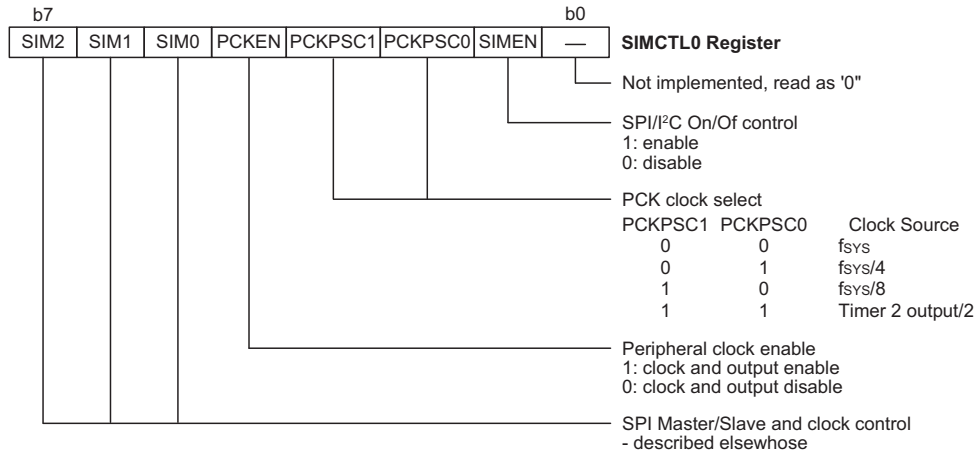 b7 b0
SIM2 SIM1 SIM0 PCKEN PCKPSC1 PCKPSC0 SIMEN — SIMCTL0 Register
Not implemented, read as '0"
SPI/I²C On/Of control
1: enable
0: disable
PCK clock select
PCKPSC1 PCKPSC0 Clock Source
0 0 fSYS
0 1 fSYS/4
1 0 fSYS/8
1 1 Timer 2 output/2
Peripheral clock enable
1: clock and output enable
0: clock and output disable
SPI Master/Slave and clock control
- described elsewhose